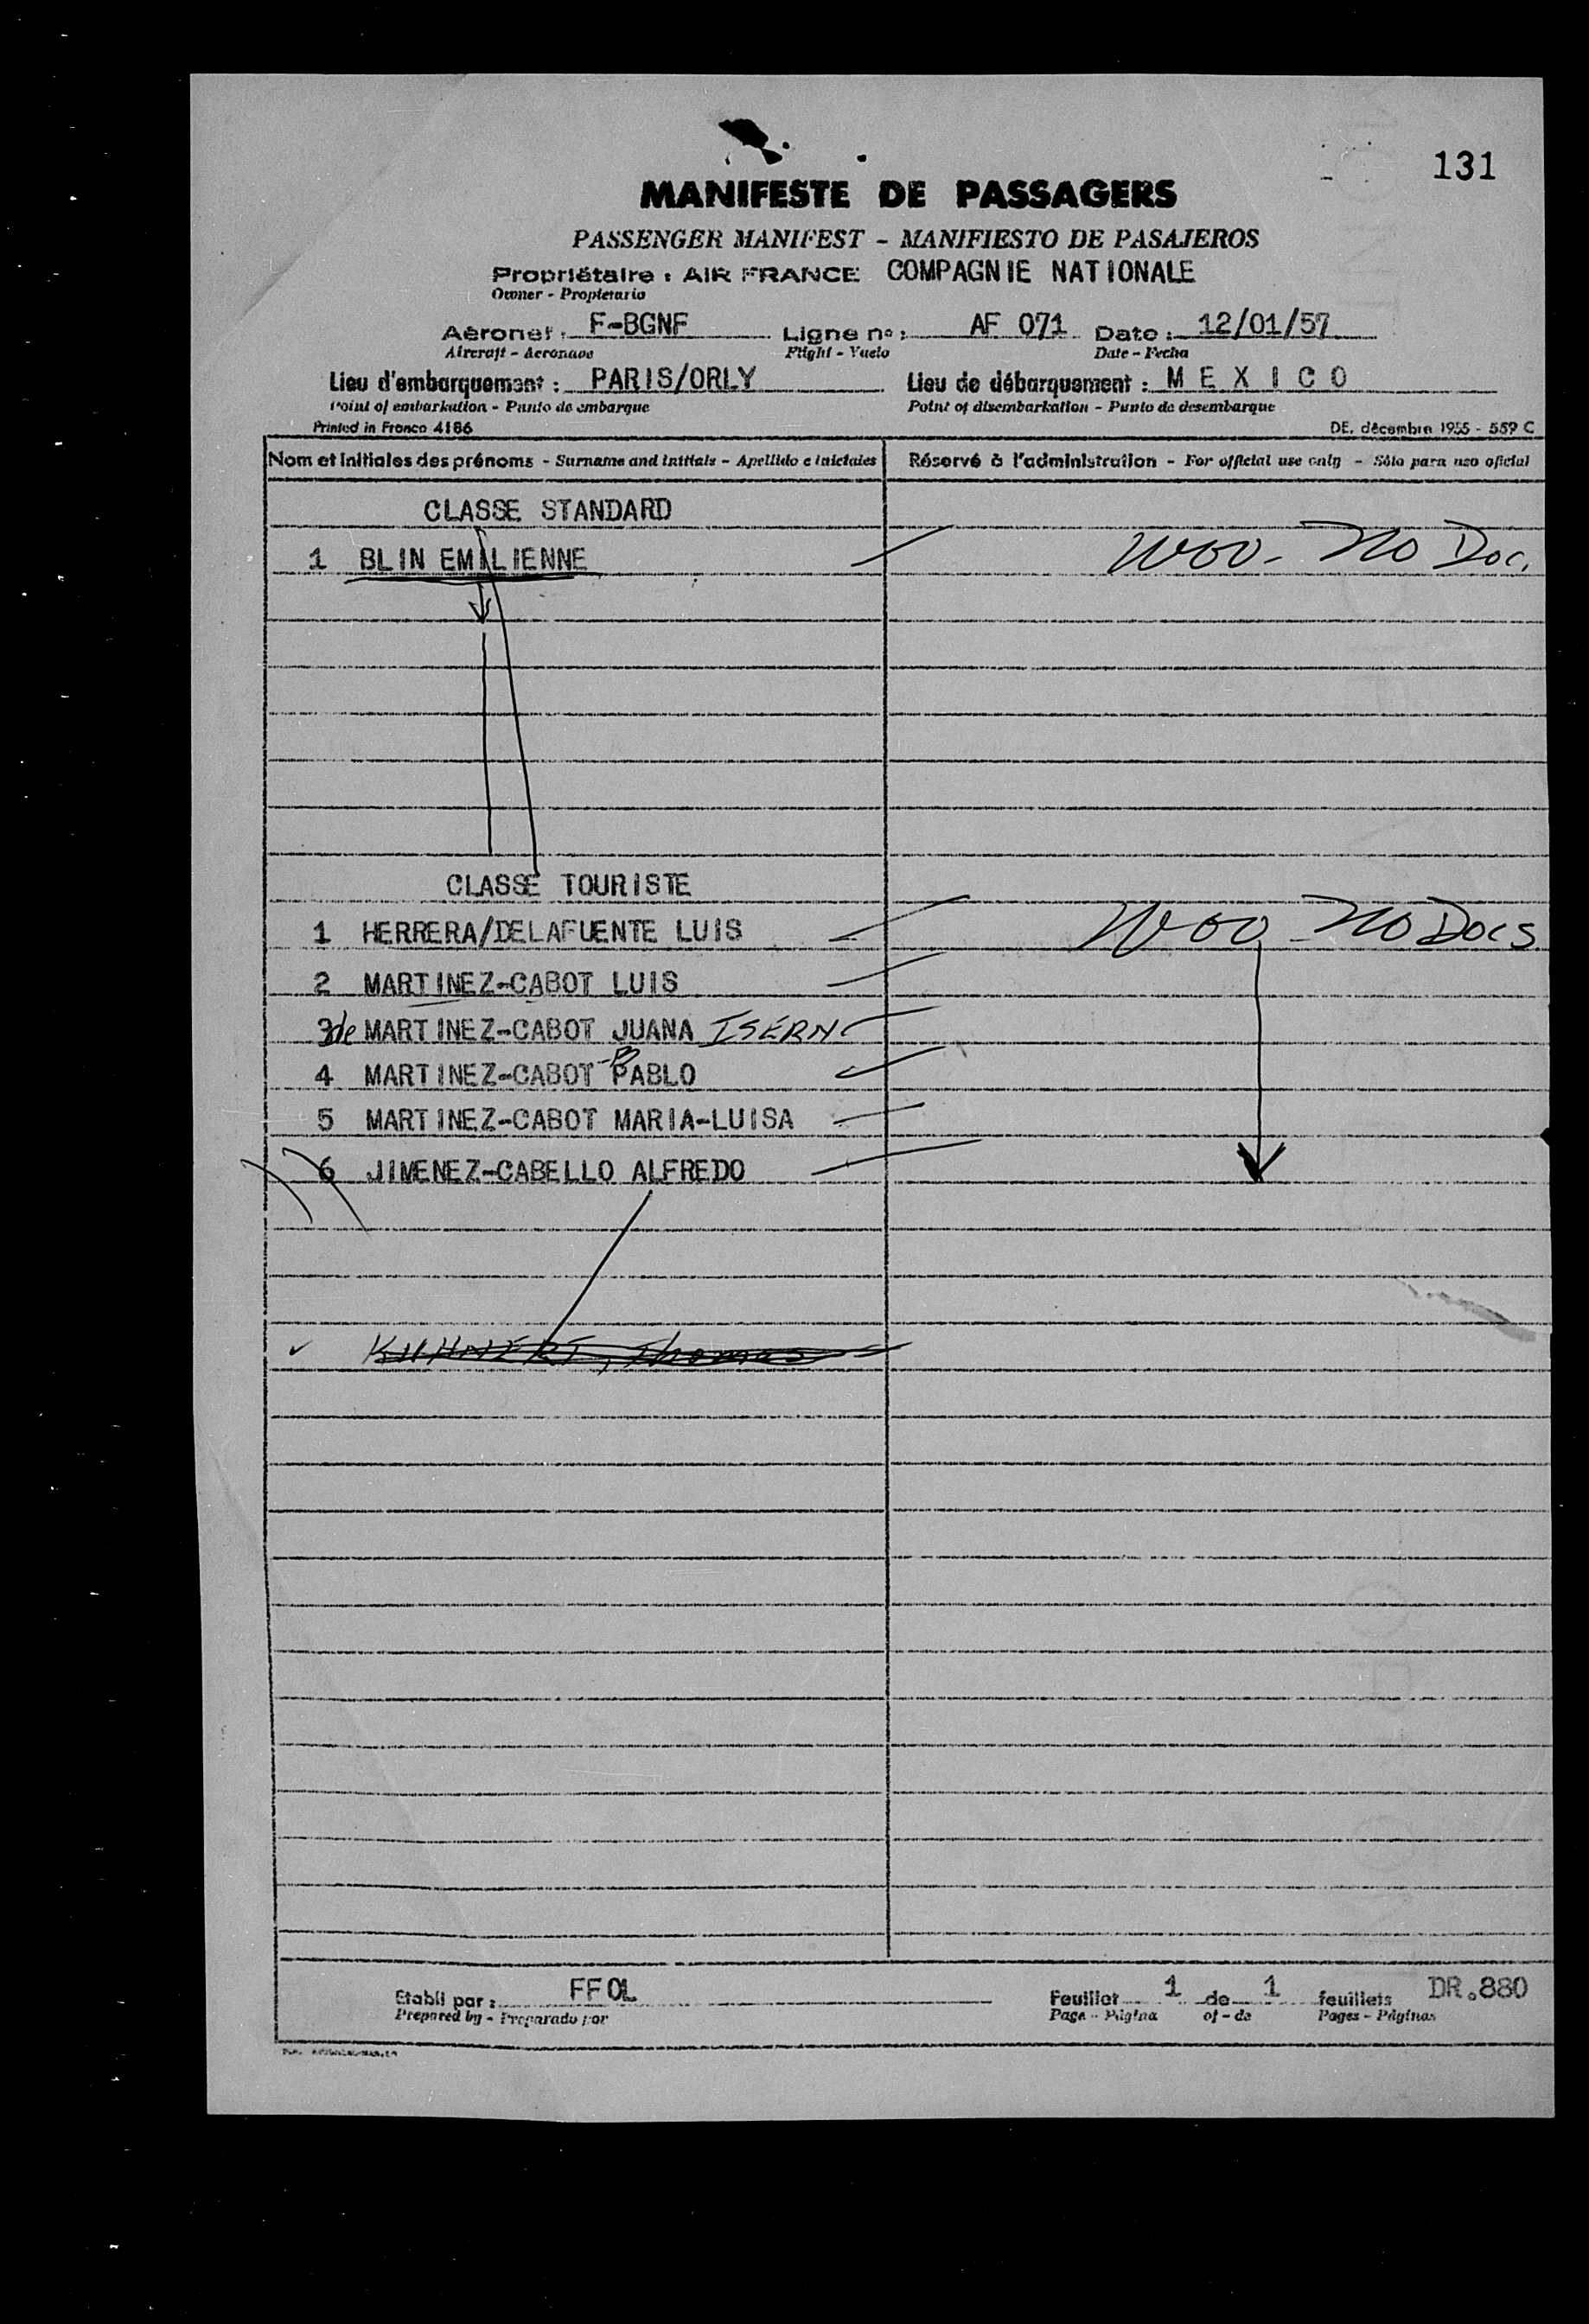 131
MANIFESTE DE PASSAGERS
PASSENGER MANIFEST - MANIFIESTO DE PASAJEROS
Propriétaire : AIR FRANCE COMPAGNIE NATIONALE
Owner - Propietario
Aéronef : F-BGNF Ligne n° : AF 071 Date : 12/01/57
Aircraft - Aeronave Flight - Vuelo Date - Fecha
Lieu d'embarquement : PARIS/ORLY Lieu de débarquement : M E X I C O
Point of embarkation - Punto de embarque Point of disembarkation - Punto de desembarque
Printed in France 4186 DE. décembre 1955 - 559 C
Nom et Initiales des prénoms - Surname and initials - Apellido e iniciales Réservé à l'administration - For official use only - Sólo para uso oficial
CLASSE STANDARD
1 BLIN EMILIENNE WOV- NO Doc.
CLASSE TOURISTE
1 HERRERA/DELAFUENTE LUIS WOV- NO Docs.
2 MARTINEZ-CABOT LUIS
3 de MARTINEZ-CABOT JUANA ISERN
4 MARTINEZ-CABOT -B PABLO
5 MARTINEZ-CABOT MARIA-LUISA
6 JIMENEZ-CABELLO ALFREDO
KUHNERT, Thomas
Etabli par : FFOL Feuillet 1 de 1 feuillets DR.880
Prepared by - Preparado por Page - Página of - de Pages - Páginas